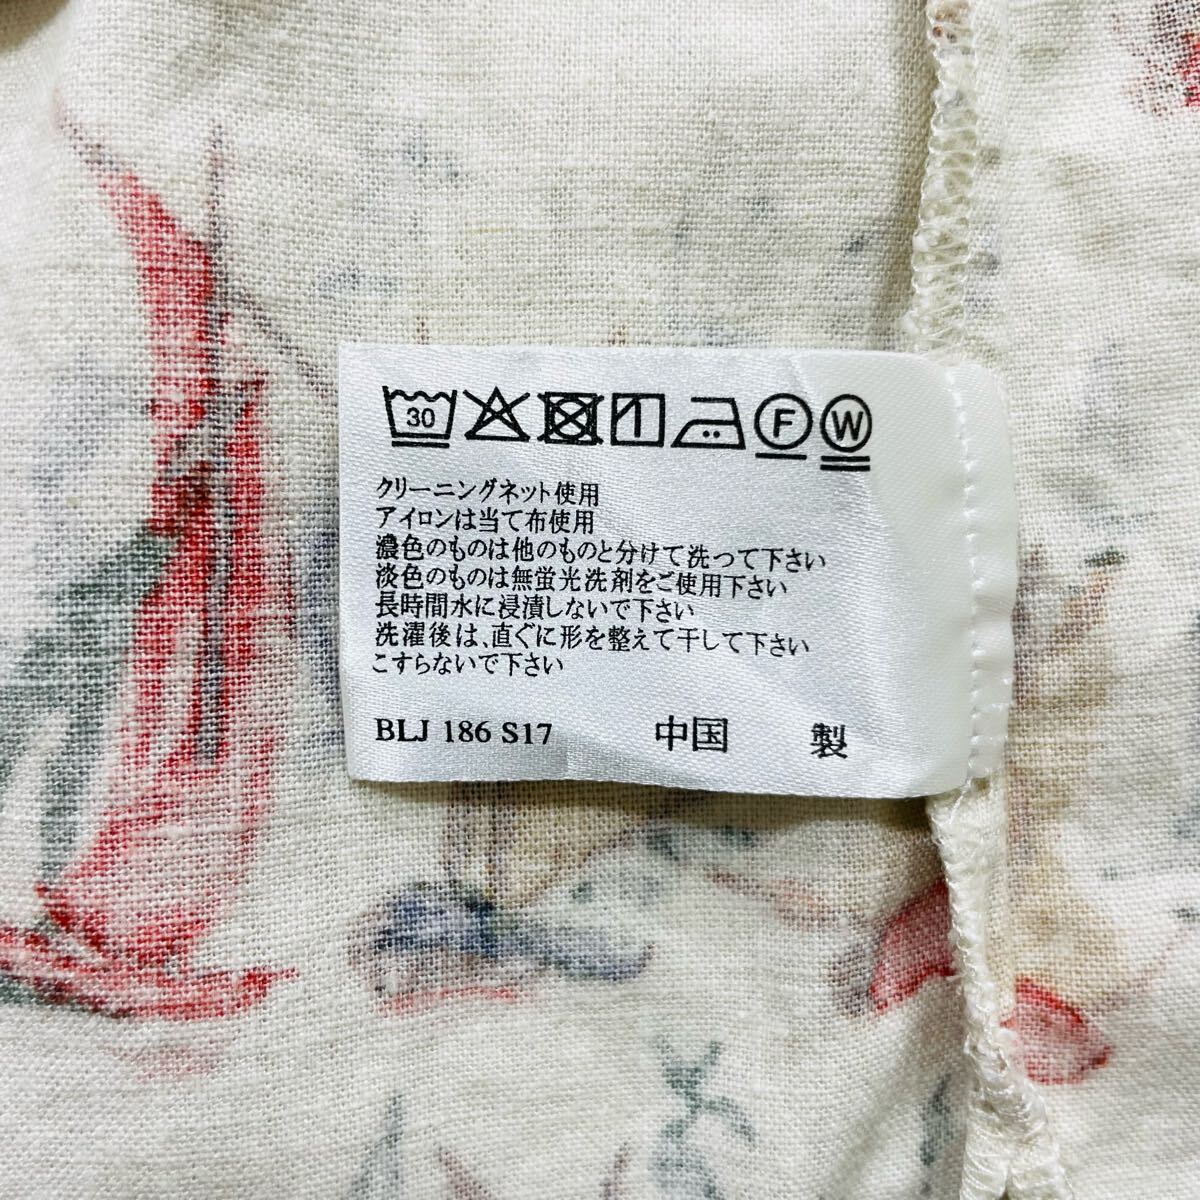 30 F W
クリーニングネット使用
アイロンは当て布使用
濃色のものは他のものと分けて洗って下さい
淡色のものは無蛍光洗剤をご使用下さい
長時間水に浸漬しないで下さい
洗濯後は、直ぐに形を整えて干して下さい
こすらないで下さい
BLJ 186 S17 中国 製